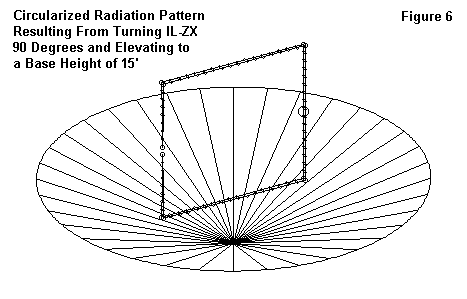 Circularized Radiation Pattern
Resulting From Turning IL-ZX
90 Degrees and Elevating to
a Base Height of 15'
Figure 6